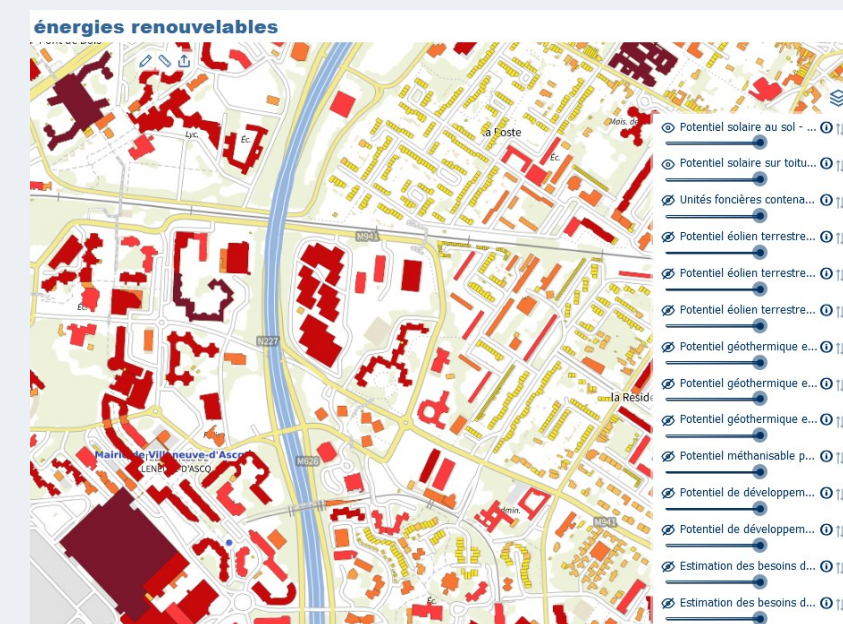 énergies renouvelables
Pont de Bois
Lyc.
Éc.
la Poste
Éc.
Mais. de
M941
Éc.
N227
la Résid
Mairie de Villeneuve-d'Ascq
D'ASCQ
M626
dmin.
M941
Éc.
Potentiel solaire au sol - ...
Potentiel solaire sur toitu...
Unités foncières contena...
Potentiel éolien terrestre...
Potentiel éolien terrestre...
Potentiel éolien terrestre...
Potentiel géothermique e...
Potentiel géothermique e...
Potentiel géothermique e...
Potentiel méthanisable p...
Potentiel de développem...
Potentiel de développem...
Estimation des besoins d...
Estimation des besoins d...